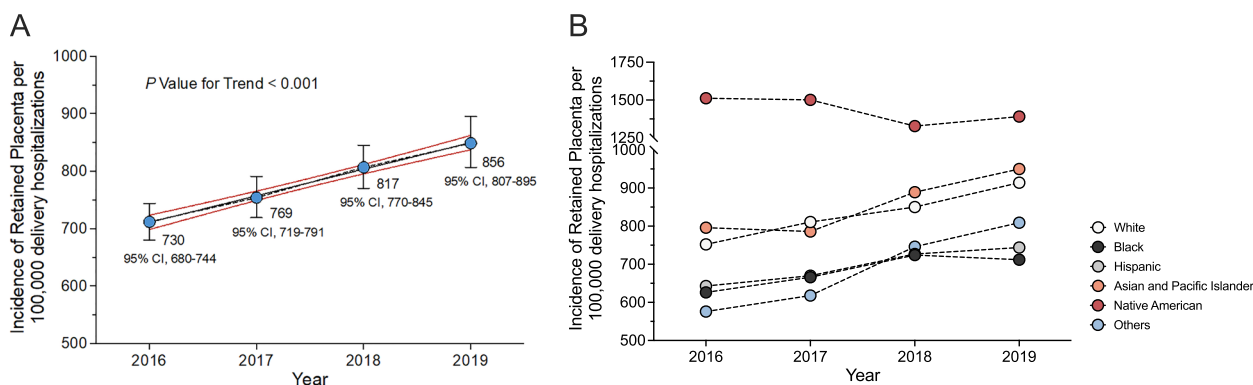 A
Incidence of Retained Placenta per
100,000 delivery hospitalizations
1000
900
800
700
600
500
P Value for Trend < 0.001
730
95% CI, 680-744
769
95% CI, 719-791
817
95% CI, 770-845
856
95% CI, 807-895
2016
2017
2018
2019
Year
B
Incidence of Retained Placenta per
100,000 delivery hospitalizations
1750
1500
1250
1000
900
800
700
600
500
2016
2017
2018
2019
Year
White
Black
Hispanic
Asian and Pacific Islander
Native American
Others